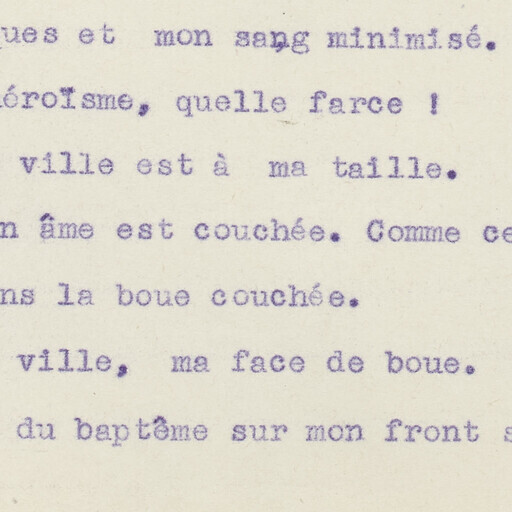 ques et mon sang minimisé.
héroïsme, quelle farce !
ville est à ma taille.
n âme est couchée. Comme ce
ns la boue couchée.
ville, ma face de boue.
du baptême sur mon front s